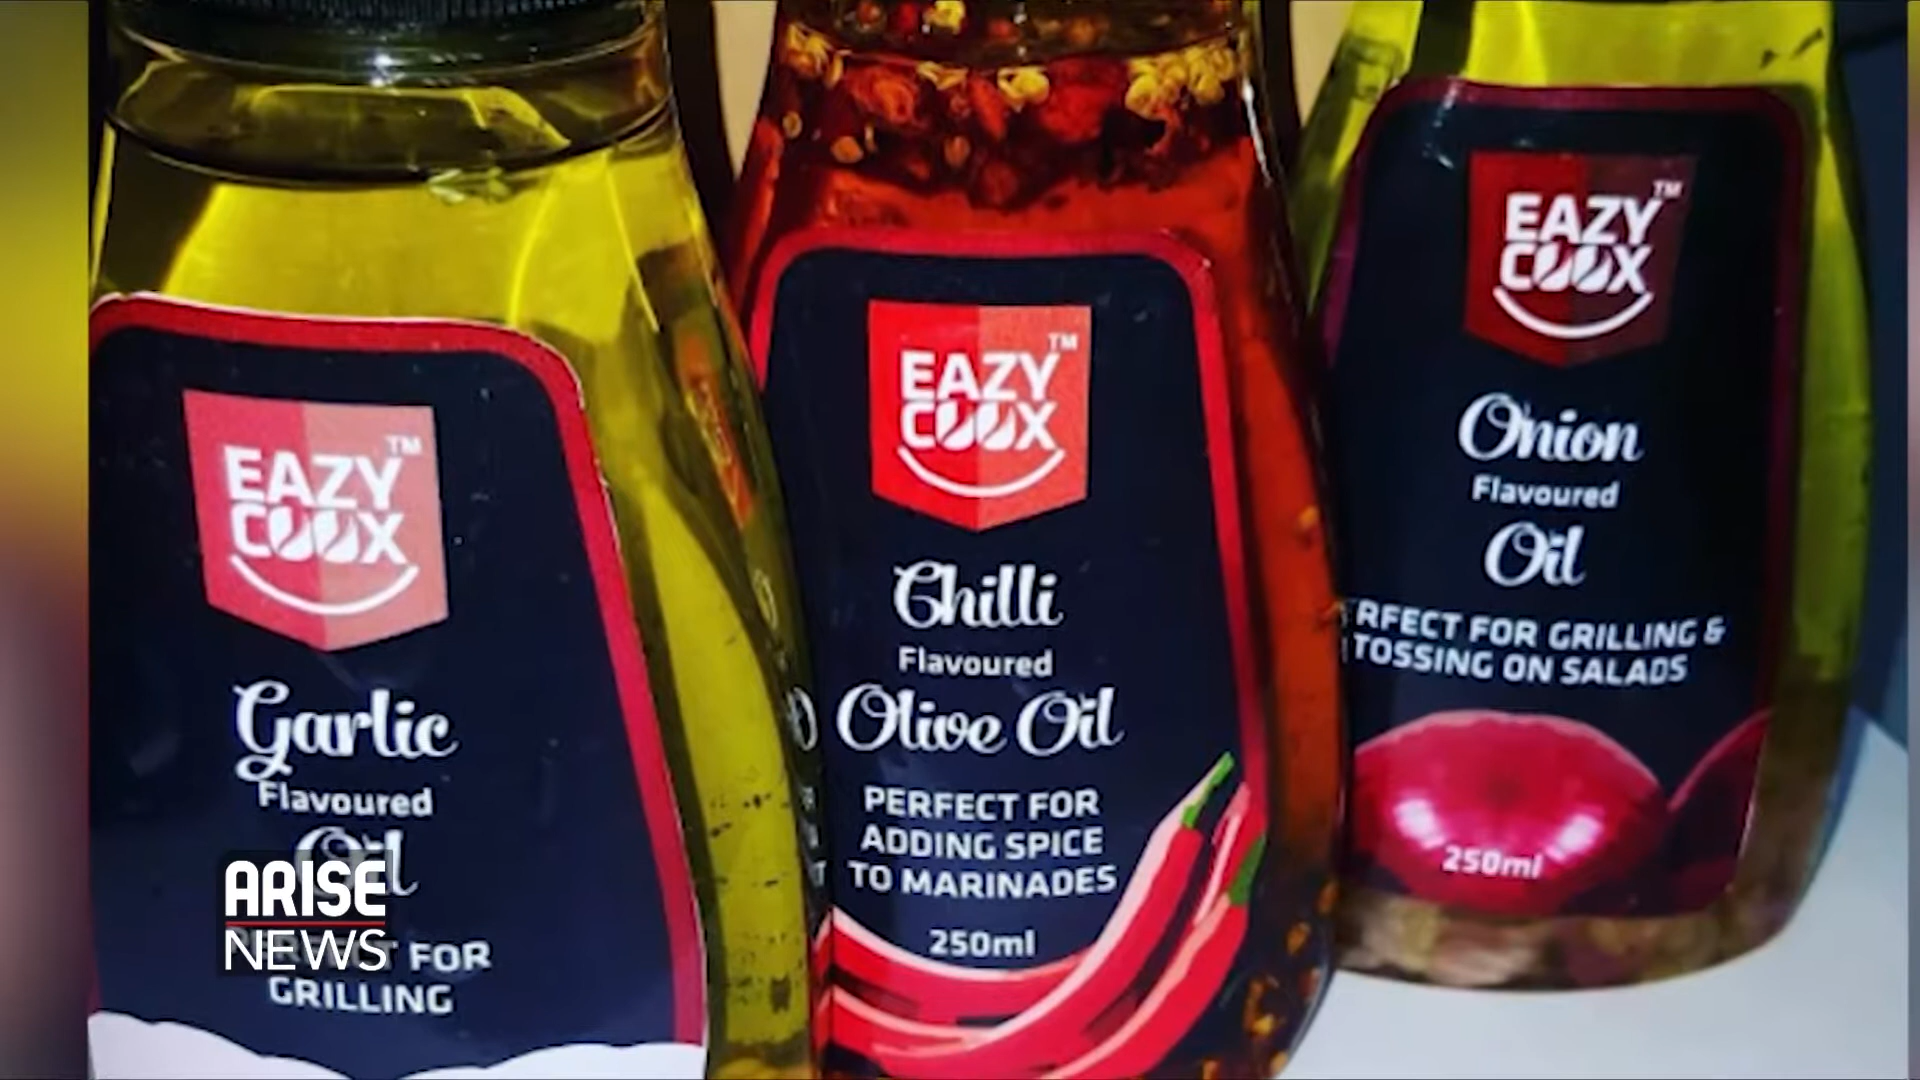 EAZY
COOX
TM
Garlic
Flavoured
Oil
FOR
GRILLING
EAZY
COOX
TM
Chilli
Flavoured
Olive Oil
PERFECT FOR
ADDING SPICE
TO MARINADES
250ml
EAZY
COOX
TM
Onion
Flavoured
Oil
RFECT FOR GRILLING &
TOSSING ON SALADS
250ml
ARISE
NEWS